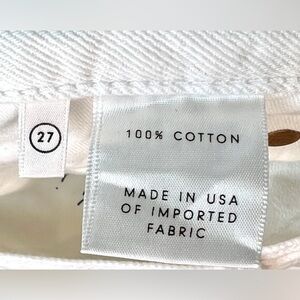 27
100% COTTON
MADE IN USA
OF IMPORTED
FABRIC